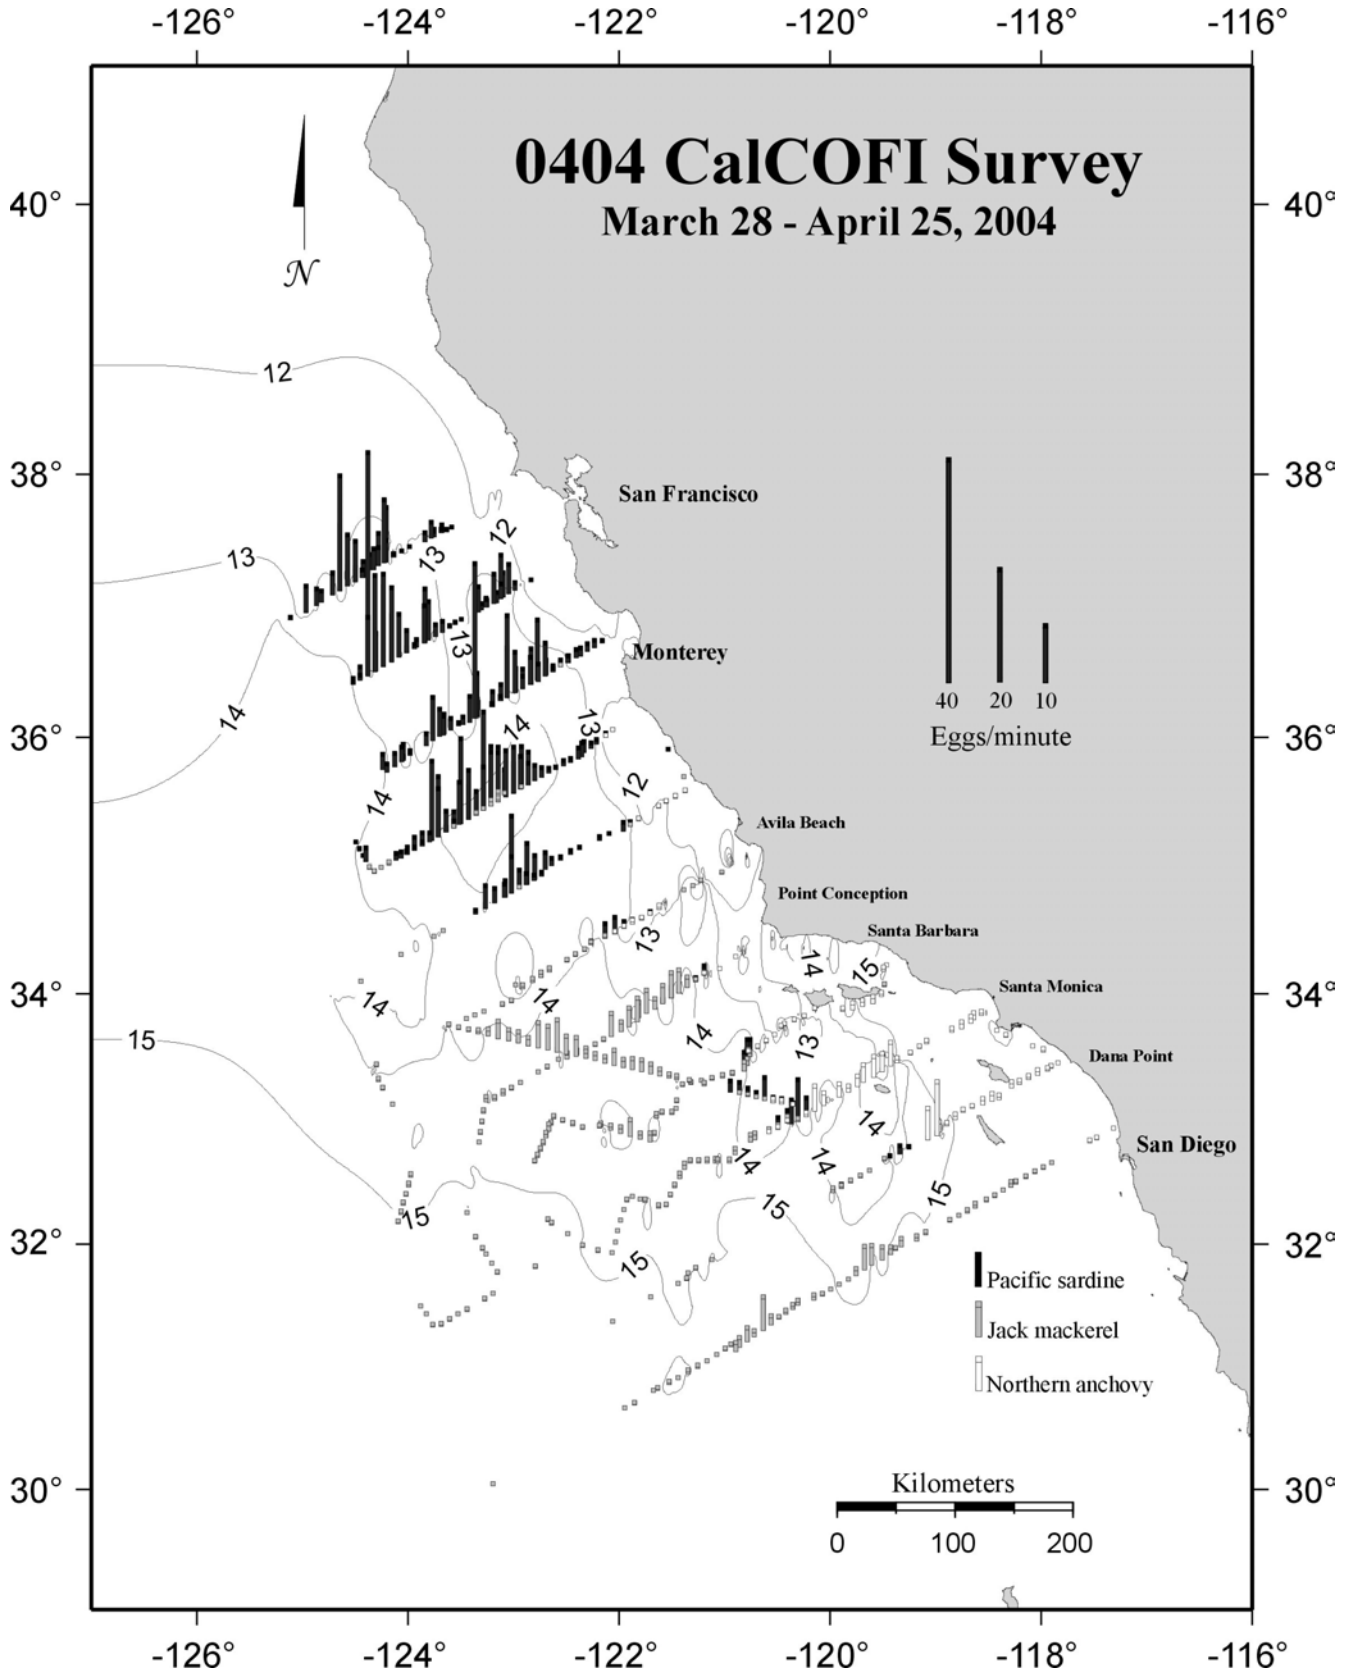 -126° -124° -122° -120° -118° -116°
0404 CalCOFI Survey
March 28 - April 25, 2004
40° 40°
N
12
38° 38°
San Francisco
12
13 13
13
Monterey
14
14
13
36° 36°
40 20 10
Eggs/minute
14
12
Avila Beach
Point Conception
Santa Barbara
13
14
15
34° 34°
Santa Monica
14
14
14
13
15
Dana Point
14
San Diego
14
14
15
15
15
32° 32°
15
Pacific sardine
Jack mackerel
Northern anchovy
30° 30°
Kilometers
0 100 200
-126° -124° -122° -120° -118° -116°